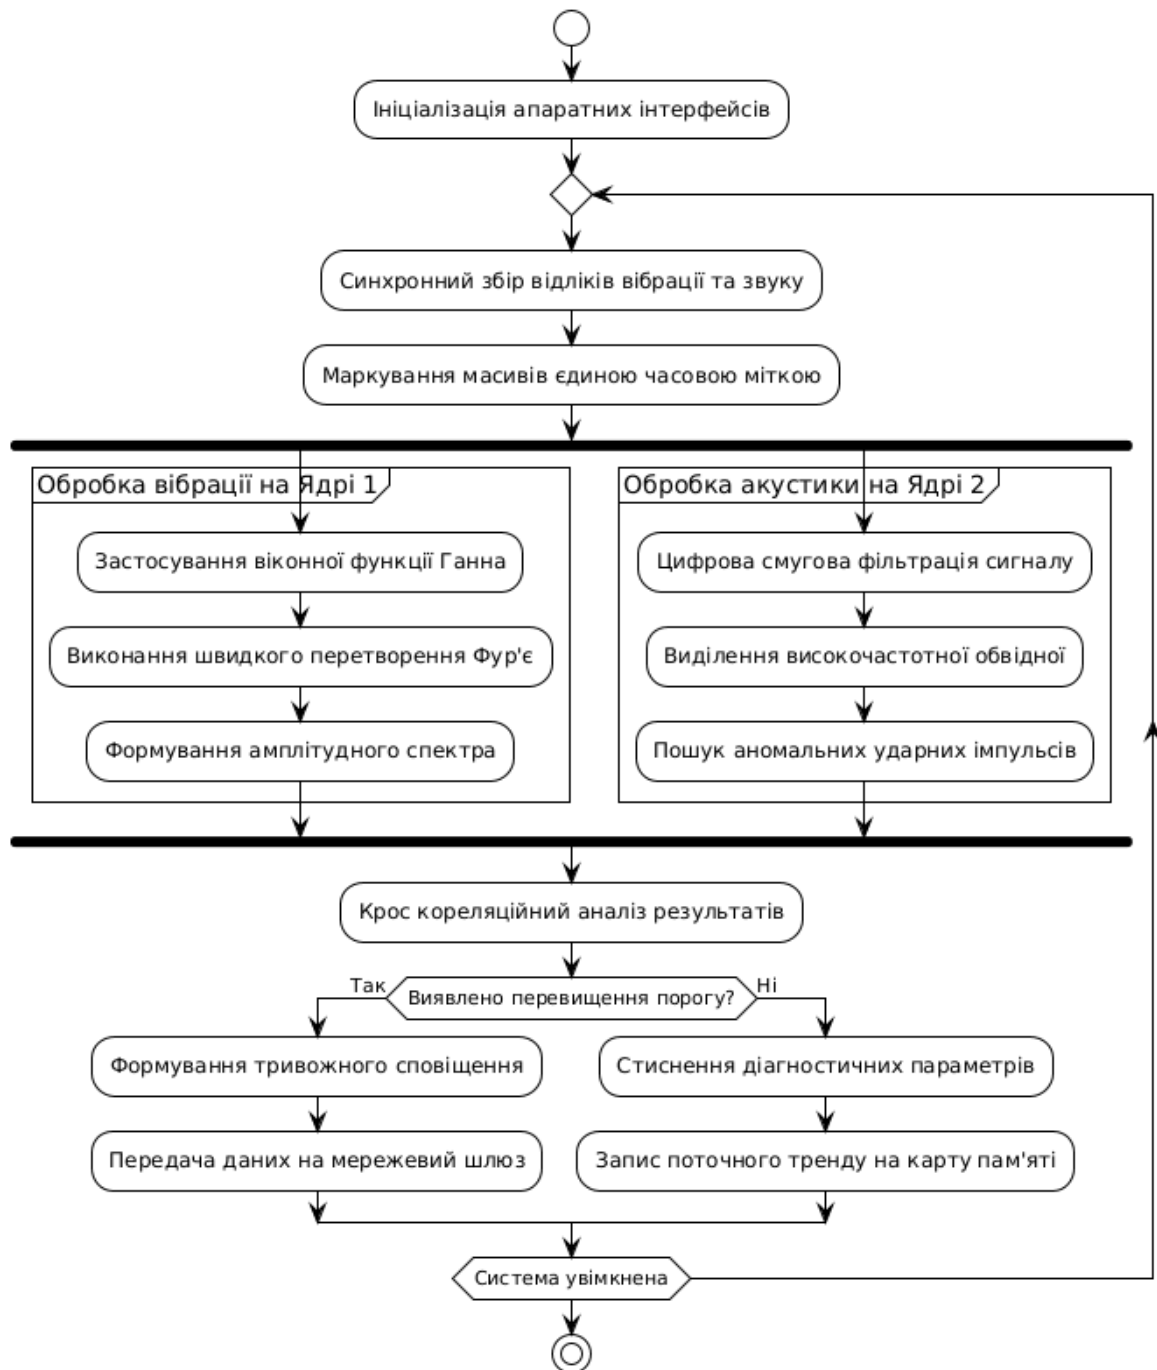 Ініціалізація апаратних інтерфейсів
Синхронний збір відліків вібрації та звуку
Маркування масивів єдиною часовою міткою
Обробка вібрації на Ядрі 1
Застосування віконної функції Ганна
Виконання швидкого перетворення Фур'є
Формування амплітудного спектра
Обробка акустики на Ядрі 2
Цифрова смугова фільтрація сигналу
Виділення високочастотної обвідної
Пошук аномальних ударних імпульсів
Крос кореляційний аналіз результатів
Виявлено перевищення порогу?
Так
Формування тривожного сповіщення
Передача даних на мережевий шлюз
Ні
Стиснення діагностичних параметрів
Запис поточного тренду на карту пам'яті
Система увімкнена